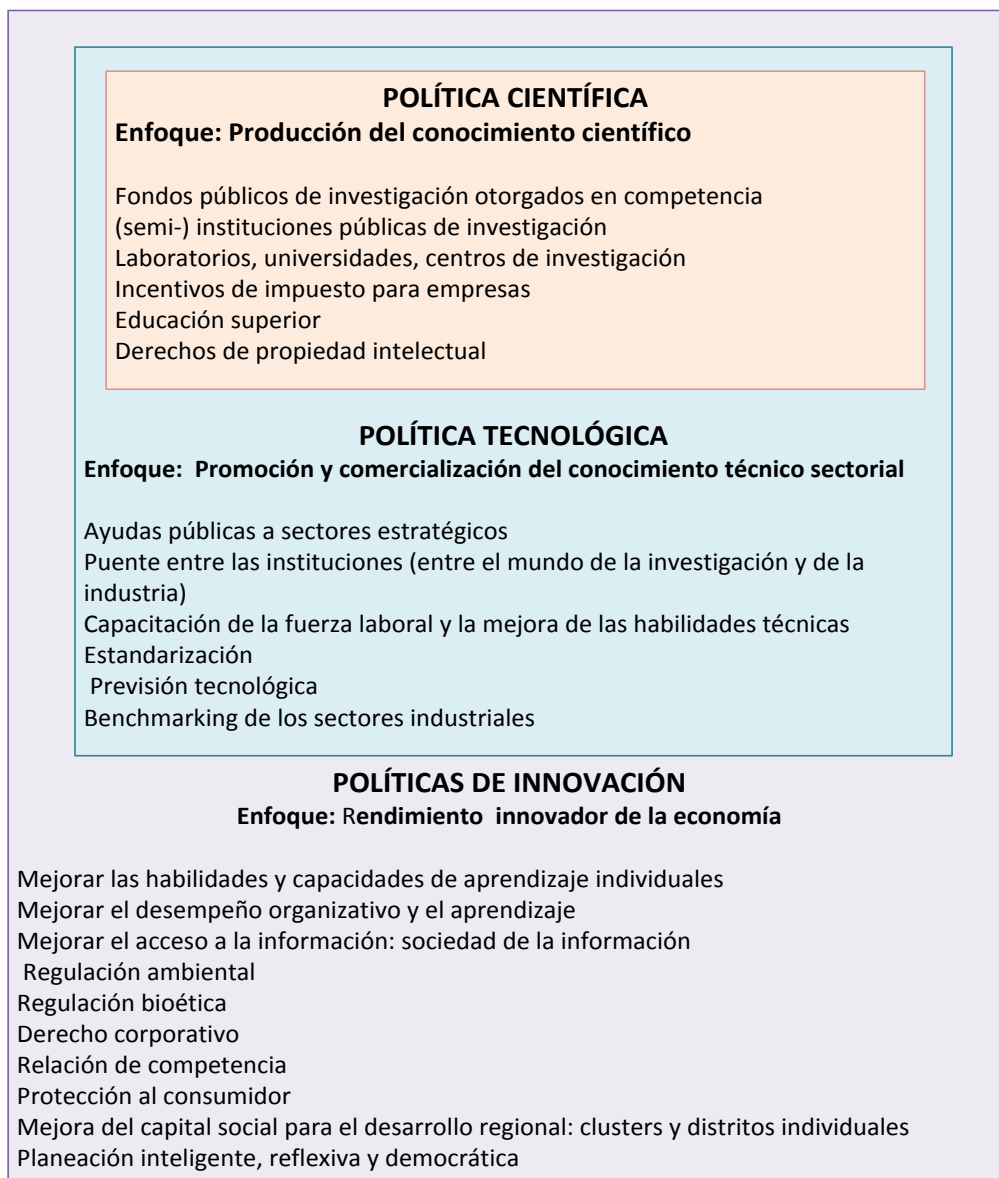 POLÍTICA CIENTÍFICA
Enfoque: Producción del conocimiento científico
Fondos públicos de investigación otorgados en competencia
(semi-) instituciones públicas de investigación
Laboratorios, universidades, centros de investigación
Incentivos de impuesto para empresas
Educación superior
Derechos de propiedad intelectual
POLÍTICA TECNOLÓGICA
Enfoque: Promoción y comercialización del conocimiento técnico sectorial
Ayudas públicas a sectores estratégicos
Puente entre las instituciones (entre el mundo de la investigación y de la
industria)
Capacitación de la fuerza laboral y la mejora de las habilidades técnicas
Estandarización
Previsión tecnológica
Benchmarking de los sectores industriales
POLÍTICAS DE INNOVACIÓN
Enfoque: Rendimiento innovador de la economía
Mejorar las habilidades y capacidades de aprendizaje individuales
Mejorar el desempeño organizativo y el aprendizaje
Mejorar el acceso a la información: sociedad de la información
Regulación ambiental
Regulación bioética
Derecho corporativo
Relación de competencia
Protección al consumidor
Mejora del capital social para el desarrollo regional: clusters y distritos individuales
Planeación inteligente, reflexiva y democrática